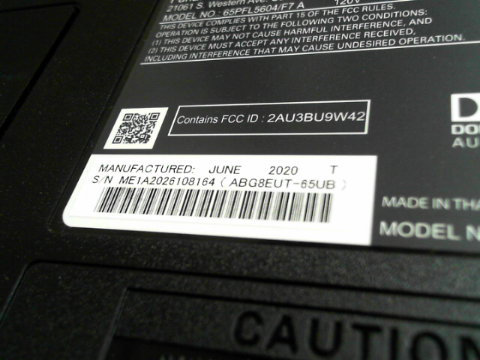 21061 S. Western Ave.
120V
MODEL NO : 65PFL5604/F7 A
THIS DEVICE COMPLIES WITH PART 15 OF THE FCC RULES.
OPERATION IS SUBJECT TO THE FOLLOWING TWO CONDITIONS:
(1) THIS DEVICE MAY NOT CAUSE HARMFUL INTERFERENCE, AND
(2) THIS DEVICE MUST ACCEPT ANY INTERFERENCE RECEIVED,
INCLUDING INTERFERENCE THAT MAY CAUSE UNDESIRED OPERATION.
Contains FCC ID : 2AU3BU9W42
MANUFACTURED: JUNE 2020 T
S/N ME1A2026108164 ( ABG8EUT-65UB )
MADE IN THA
MODEL N
CAUTION